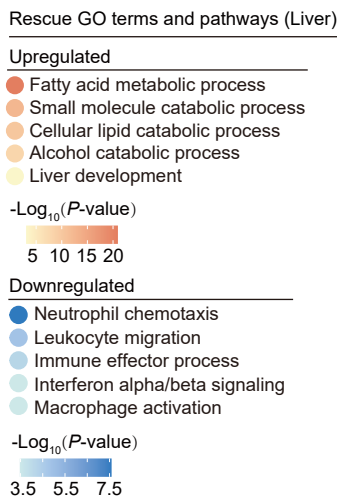 Rescue GO terms and pathways (Liver)
Upregulated
Fatty acid metabolic process
Small molecule catabolic process
Cellular lipid catabolic process
Alcohol catabolic process
Liver development
-Log10(P-value)
5 10 15 20
Downregulated
Neutrophil chemotaxis
Leukocyte migration
Immune effector process
Interferon alpha/beta signaling
Macrophage activation
-Log10(P-value)
3.5 5.5 7.5